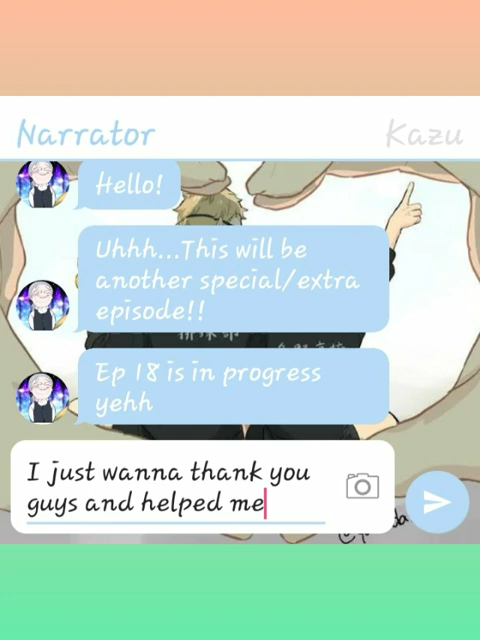 Narrator
Kazu
Hello!
Uhhh...This will be
another special/extra
episode!!
Ep 18 is in progress
yehh
I just wanna thank you
guys and helped me